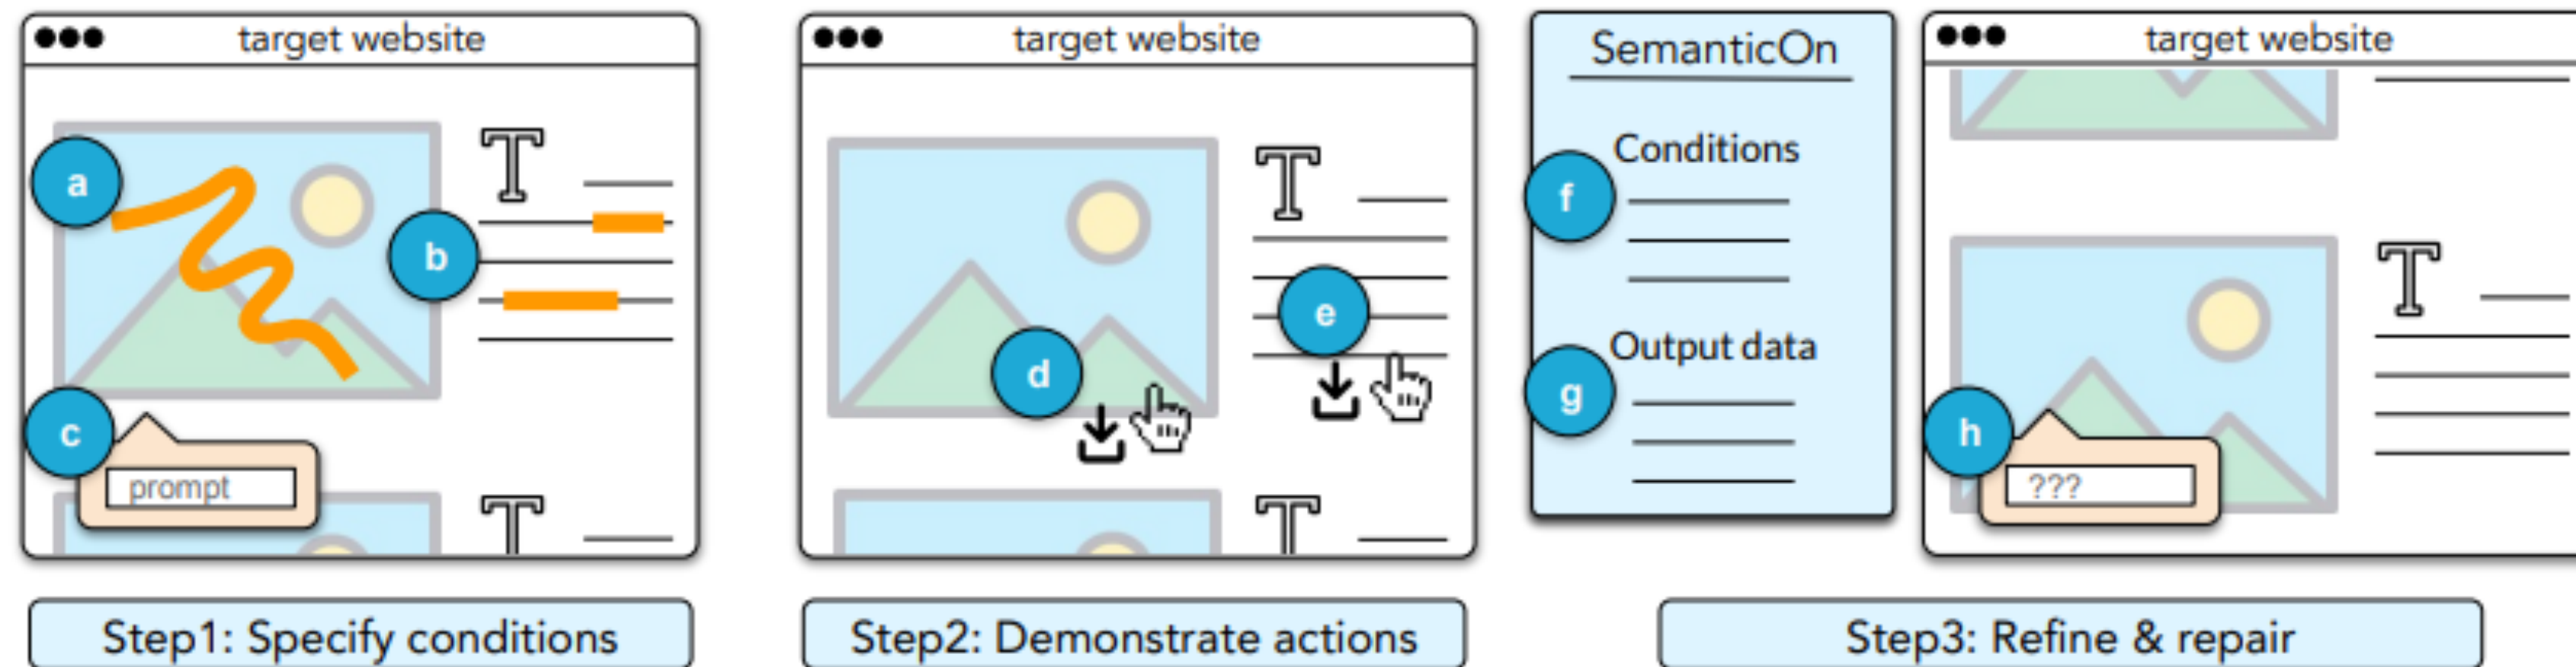 target website
a
b
T
c
prompt
T
Step1: Specify conditions
target website
T
d
e
T
Step2: Demonstrate actions
SemanticOn
Conditions
f
Output data
g
target website
T
h
???
Step3: Refine & repair